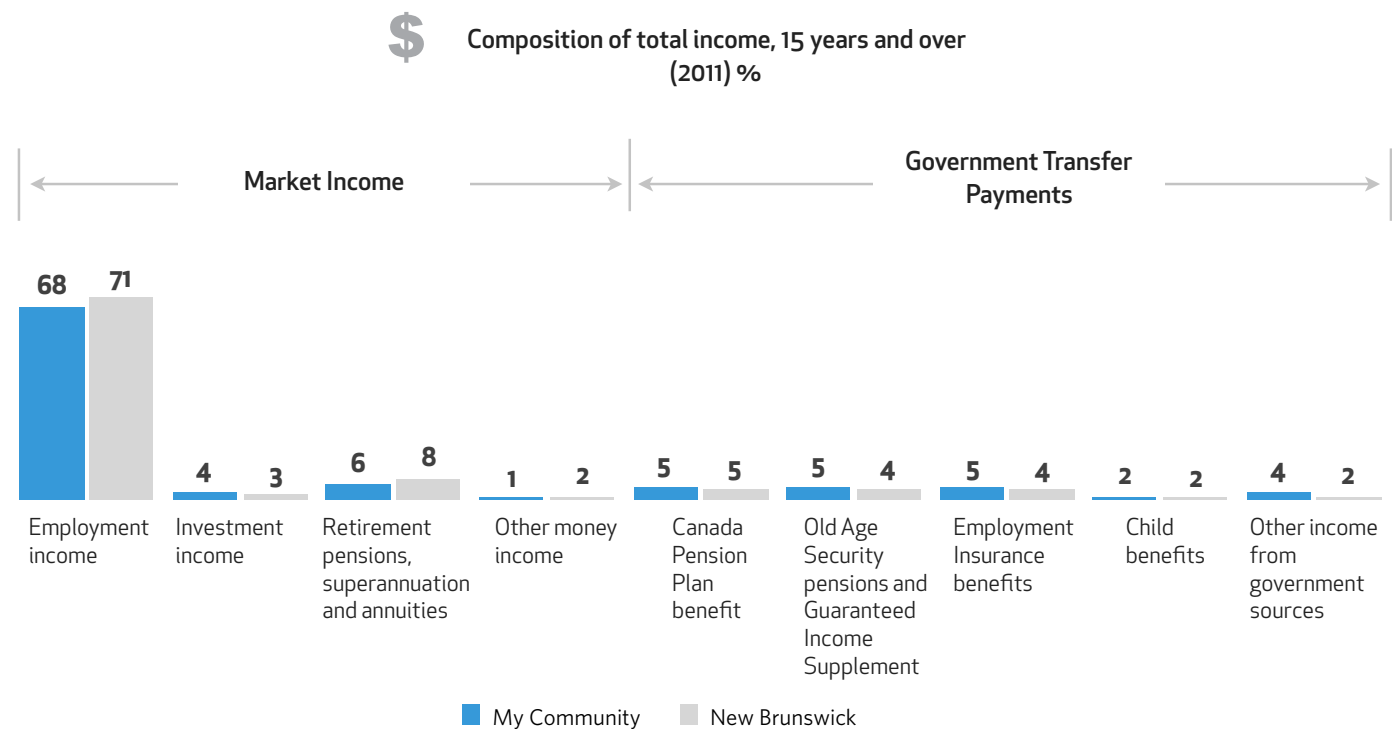 $
Composition of total income, 15 years and over
(2011) %
Market Income
Government Transfer
Payments
68
71
4
3
6
8
1
2
5
5
5
4
5
4
2
2
4
2
Employment
income
Investment
income
Retirement
pensions,
superannuation
and annuities
Other money
income
Canada
Pension
Plan
benefit
Old Age
Security
pensions and
Guaranteed
Income
Supplement
Employment
Insurance
benefits
Child
benefits
Other income
from
government
sources
My Community
New Brunswick